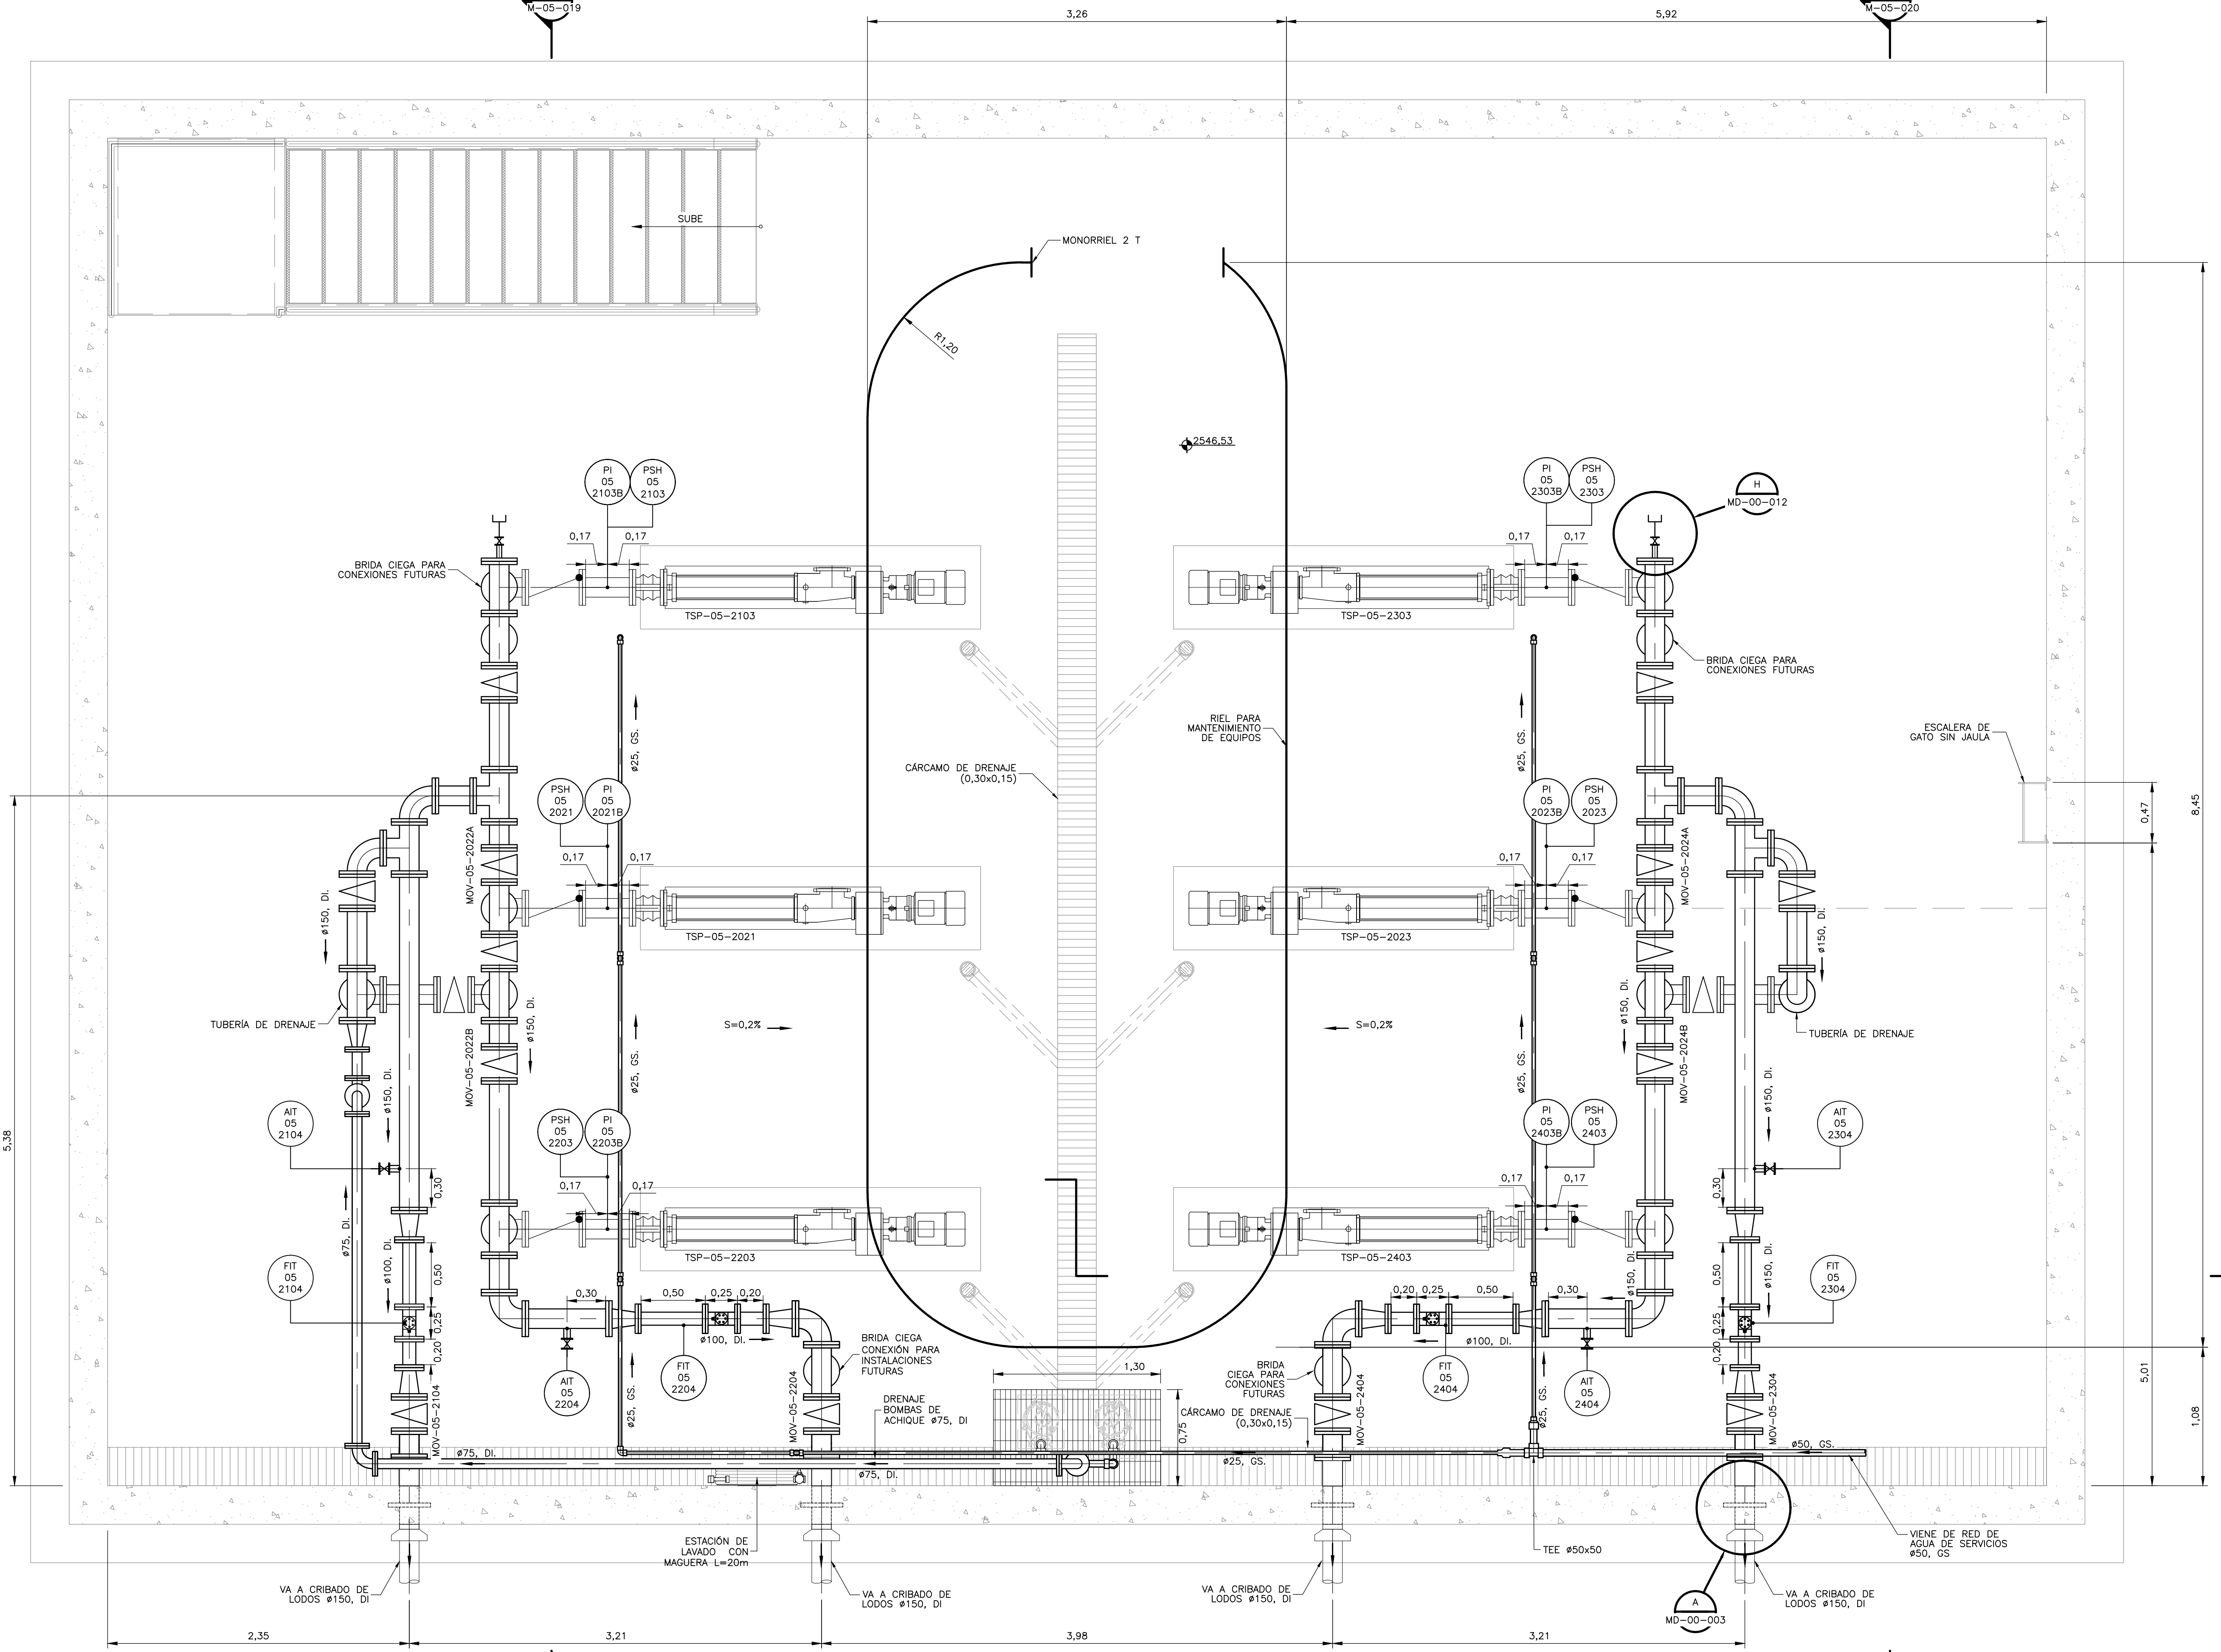 M-05-019
M-05-020
3,26
5,92
SUBE
MONORRIEL 2 T
R1,20
2546,53
PI
05
2103B
PSH
05
2103
PI
05
2303B
PSH
05
2303
H
MD-00-012
0,17
0,17
0,17
0,17
BRIDA CIEGA PARA
CONEXIONES FUTURAS
TSP-05-2103
TSP-05-2303
BRIDA CIEGA PARA
CONEXIONES FUTURAS
ø25, GS.
RIEL PARA
MANTENIMIENTO
DE EQUIPOS
ø25, GS.
ESCALERA DE
GATO SIN JAULA
CÁRCAMO DE DRENAJE
(0,30x0,15)
8,45
0,47
PSH
05
2021
PI
05
2021B
PI
05
2023B
PSH
05
2023
MOV-05-2022A
MOV-05-2024A
0,17
0,17
0,17
0,17
ø150, DI.
TSP-05-2021
TSP-05-2023
ø150, DI.
TUBERÍA DE DRENAJE
ø150, DI.
S=0,2%
S=0,2%
ø150, DI.
TUBERÍA DE DRENAJE
MOV-05-2022B
MOV-05-2024B
ø25, GS.
ø25, GS.
ø150, DI.
ø150, DI.
AIT
05
2104
PSH
05
2203
PI
05
2203B
PI
05
2403B
PSH
05
2403
AIT
05
2304
5,38
0,30
0,17
0,17
0,17
0,17
0,30
ø75, DI.
TSP-05-2203
TSP-05-2403
ø150, DI.
FIT
05
2104
ø100, DI.
0,50
0,50
ø150, DI.
FIT
05
2304
0,30
0,50
0,25
0,20
0,20
0,25
0,50
0,30
0,25
0,20
0,25
0,20
ø100, DI.
ø100, DI.
BRIDA CIEGA
CONEXIÓN PARA
INSTALACIONES
FUTURAS
1,30
BRIDA
CIEGA PARA
CONEXIONES
FUTURAS
AIT
05
2204
FIT
05
2204
FIT
05
2404
AIT
05
2404
5,01
1,08
MOV-05-2104
ø25, GS.
MOV-05-2204
DRENAJE
BOMBAS DE
ACHIQUE ø75, DI
0,75
CÁRCAMO DE DRENAJE
(0,30x0,15)
MOV-05-2404
ø25, GS.
MOV-05-2304
ø75, DI.
ø75, DI.
ø25, GS.
ø50, GS.
ESTACIÓN DE
LAVADO CON
MAGUERA L=20m
TEE ø50x50
VIENE DE RED DE
AGUA DE SERVICIOS
ø50, GS
VA A CRIBADO DE
LODOS ø150, DI
VA A CRIBADO DE
LODOS ø150, DI
VA A CRIBADO DE
LODOS ø150, DI
VA A CRIBADO DE
LODOS ø150, DI
A
MD-00-003
2,35
3,21
3,98
3,21